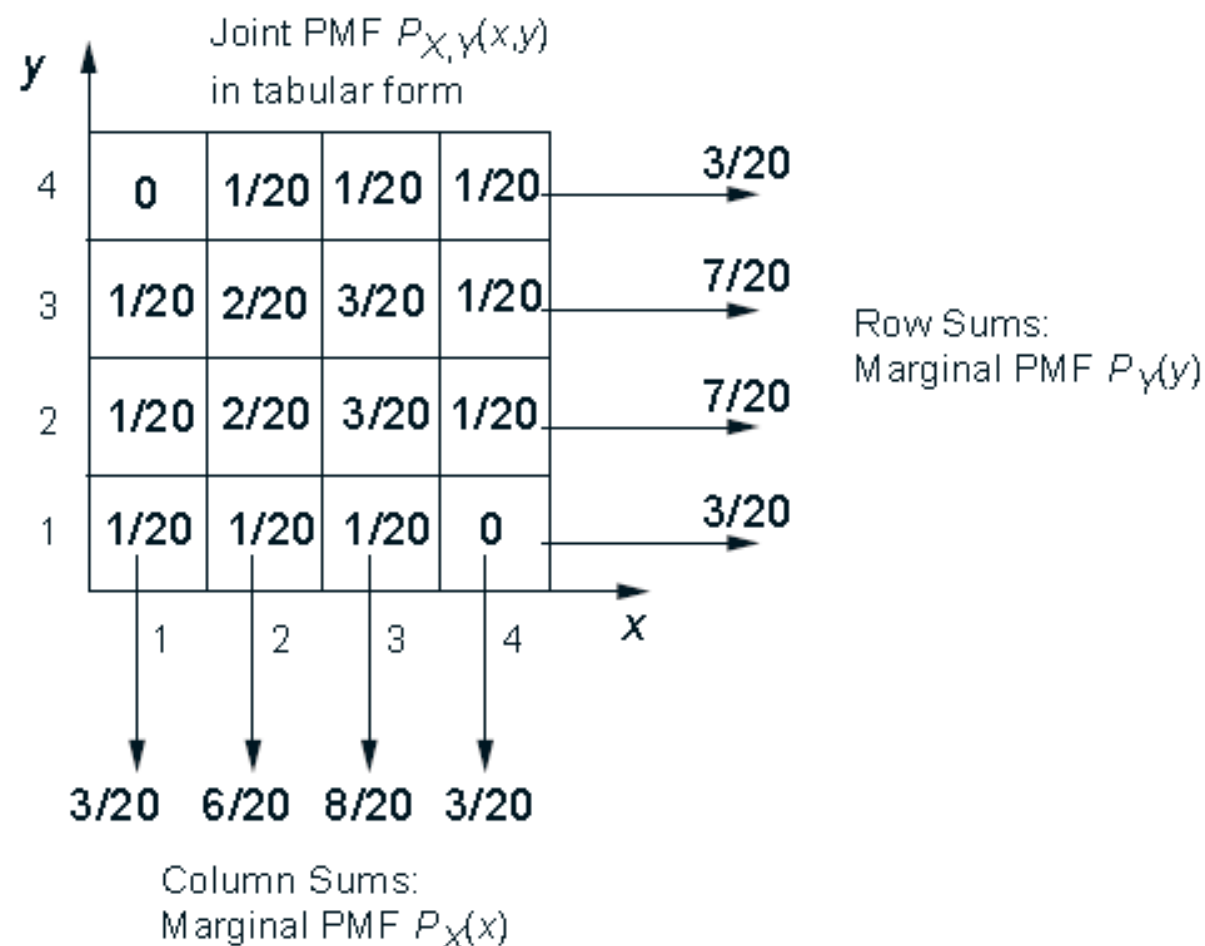 Joint PMF P_{X,Y}(x,y)
in tabular form
y
4 0 1/20 1/20 1/20 3/20
3 1/20 2/20 3/20 1/20 7/20
2 1/20 2/20 3/20 1/20 7/20
1 1/20 1/20 1/20 0 3/20
Row Sums:
Marginal PMF P_Y(y)
1 2 3 4 x
3/20 6/20 8/20 3/20
Column Sums:
Marginal PMF P_X(x)